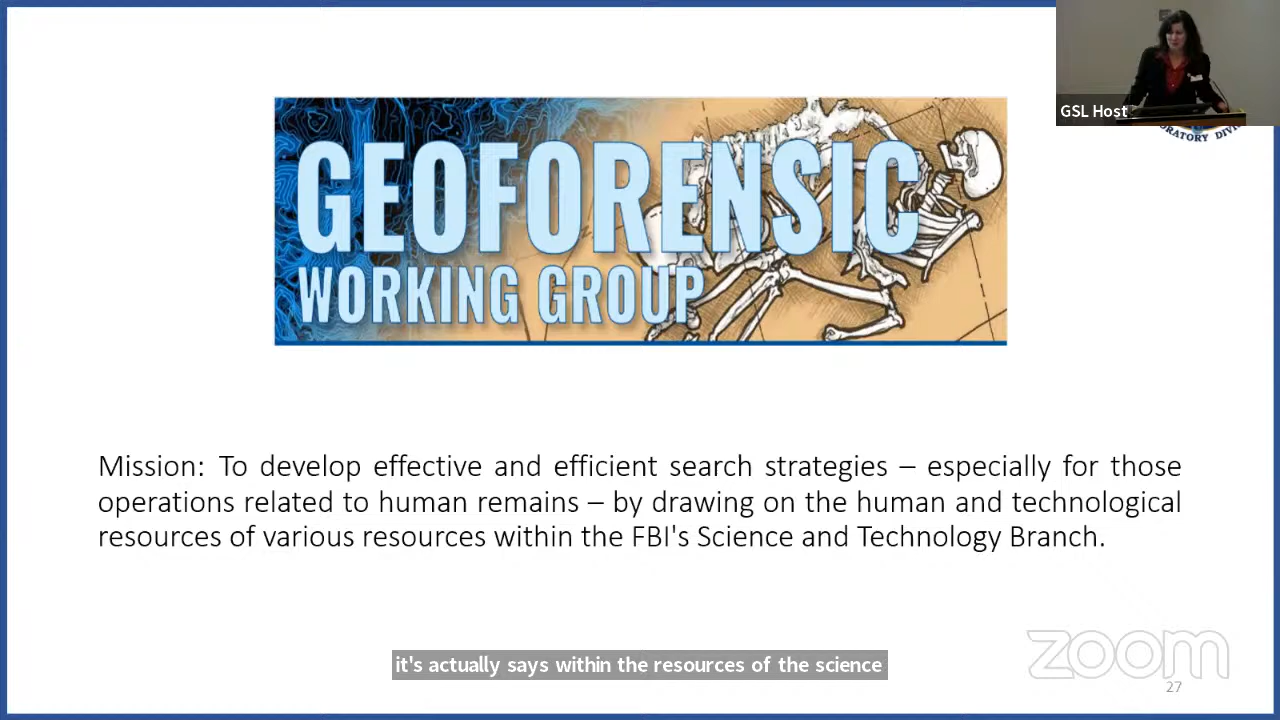 GSL Host
GEOFORENSIC
WORKING GROUP
Mission: To develop effective and efficient search strategies – especially for those
operations related to human remains – by drawing on the human and technological
resources of various resources within the FBI's Science and Technology Branch.
it's actually says within the resources of the science
zoom
27